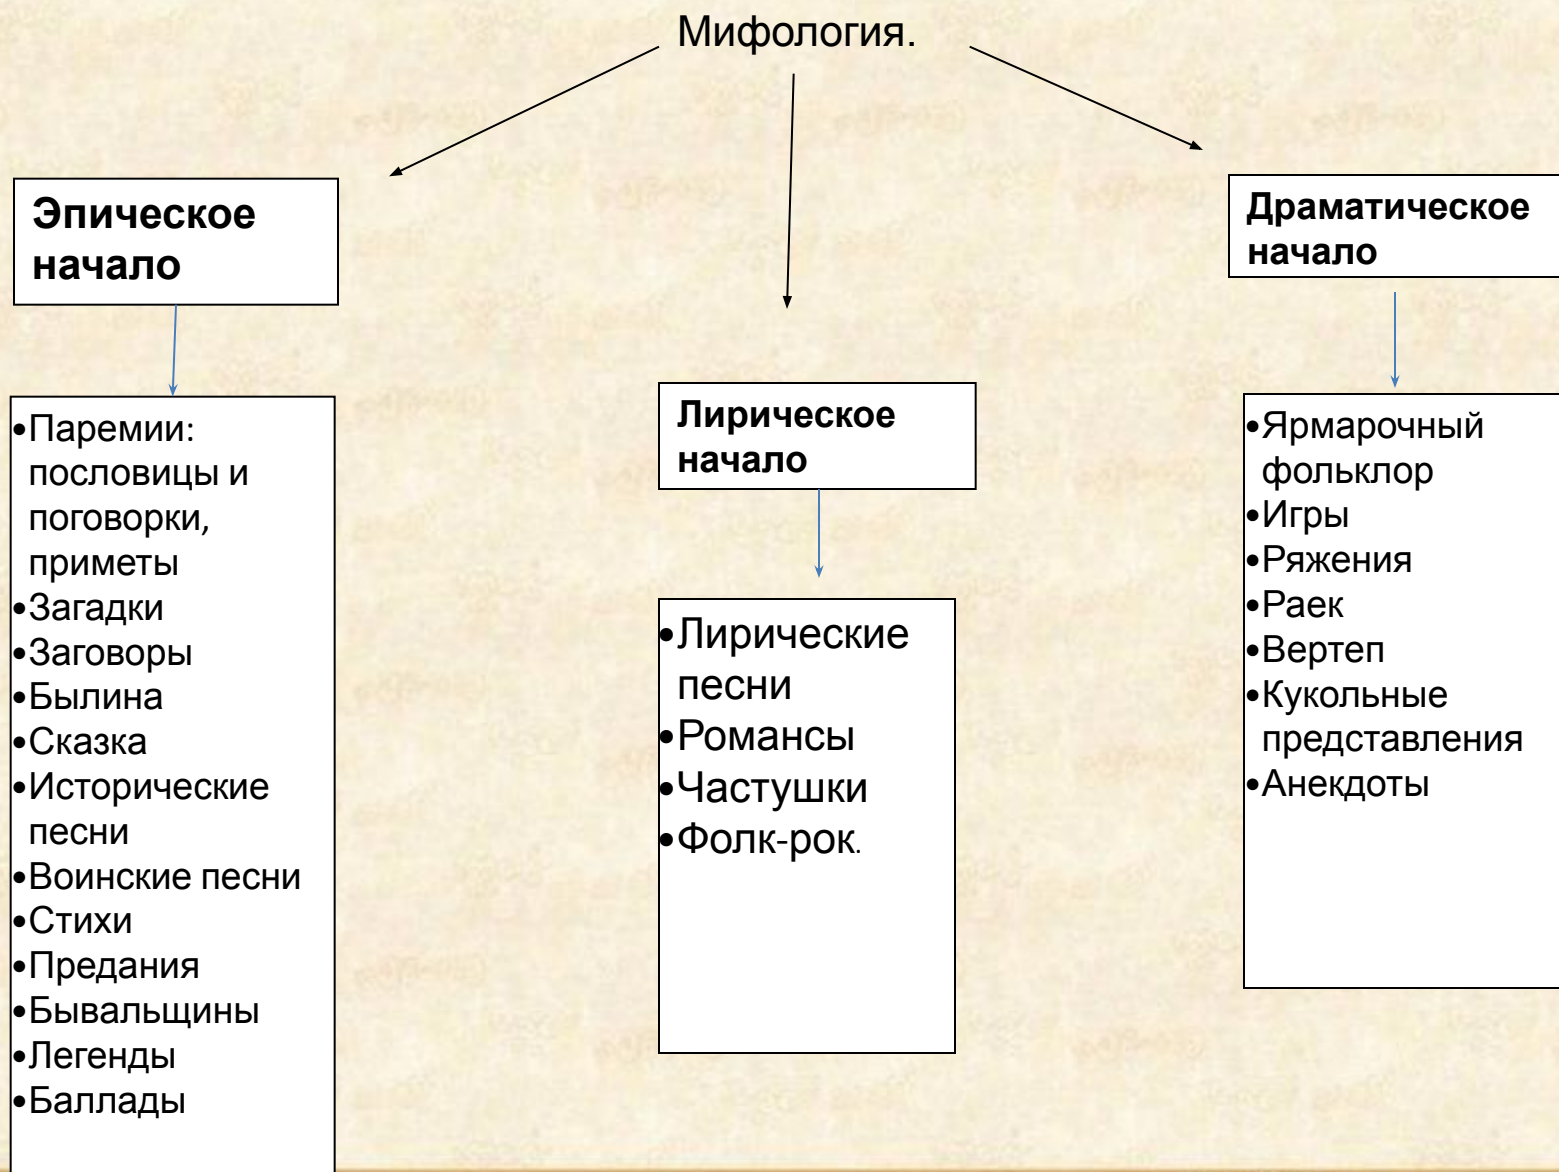 Мифология.
Эпическое
начало
•Паремии:
пословицы и
поговорки,
приметы
•Загадки
•Заговоры
•Былина
•Сказка
•Исторические
песни
•Воинские песни
•Стихи
•Предания
•Бывальщины
•Легенды
•Баллады
Лирическое
начало
•Лирические
песни
•Романсы
•Частушки
•Фолк-рок.
Драматическое
начало
•Ярмарочный
фольклор
•Игры
•Ряжения
•Раек
•Вертеп
•Кукольные
представления
•Анекдоты